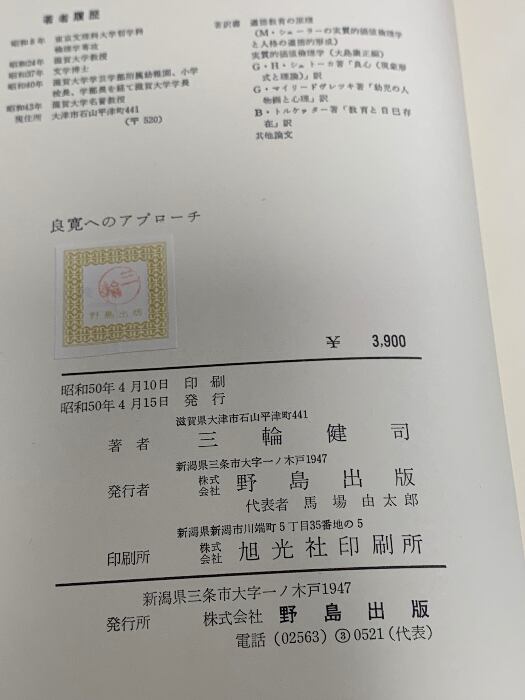 著者履歴
昭和8年 東京文理科大学哲学科
倫理学専攻
昭和24年 滋賀大学教授
昭和37年 文学博士
昭和40年 滋賀大学学芸学部附属幼稚園、小学
校長、学部長を経て滋賀大学学長
昭和43年 滋賀大学名誉教授
現住所 大津市石山平津町441
(〒520)
著訳書 道徳教育の原理
(M・シェーラーの実質的価値倫理学
と人格の道徳的形成)
実質的価値倫理学(大島康正編)
G・H・シュトーカ著「良心(現象形
式と理論)」訳
G・マイリードヴレツキ著「幼児の人
物画と心理」訳
B・トルケッター著「教育と自己存
在」訳
其他論文
良寛へのアプローチ
三輪
野島出版
¥ 3,900
昭和50年4月10日 印刷
昭和50年4月15日 発行
滋賀県大津市石山平津町441
著者 三輪健司
新潟県三条市大字一ノ木戸1947
発行者 株式会社 野島出版
代表者 馬場由太郎
新潟県新潟市川端町5丁目35番地の5
印刷所 株式会社 旭光社印刷所
新潟県三条市大字一ノ木戸1947
発行所 株式会社 野島出版
電話 (02563) ③ 0521 (代表)